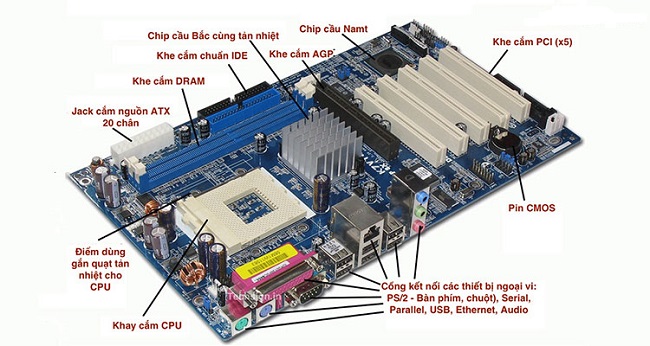 Chip cầu Bắc cùng tản nhiệt
Chip cầu Namt
Khe cắm PCI (x5)
Khe cắm chuẩn IDE
Khe cắm AGP
Khe cắm DRAM
Jack cắm nguồn ATX
20 chân
Pin CMOS
Điểm dùng
gắn quạt tản
nhiệt cho
CPU
Khay cắm CPU
Cổng kết nối các thiết bị ngoại vi:
PS/2 - Bàn phím, chuột), Serial,
Parallel, USB, Ethernet, Audio